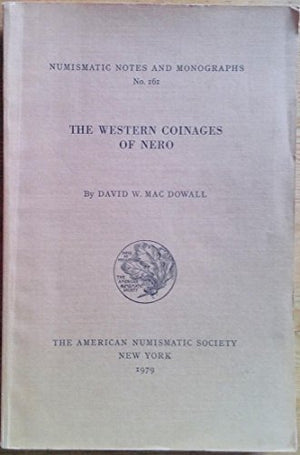 NUMISMATIC NOTES AND MONOGRAPHS
No. 161
THE WESTERN COINAGES
OF NERO
By DAVID W. MAC DOWALL
THE AMERICAN NUMISMATIC SOCIETY
NEW YORK
1979